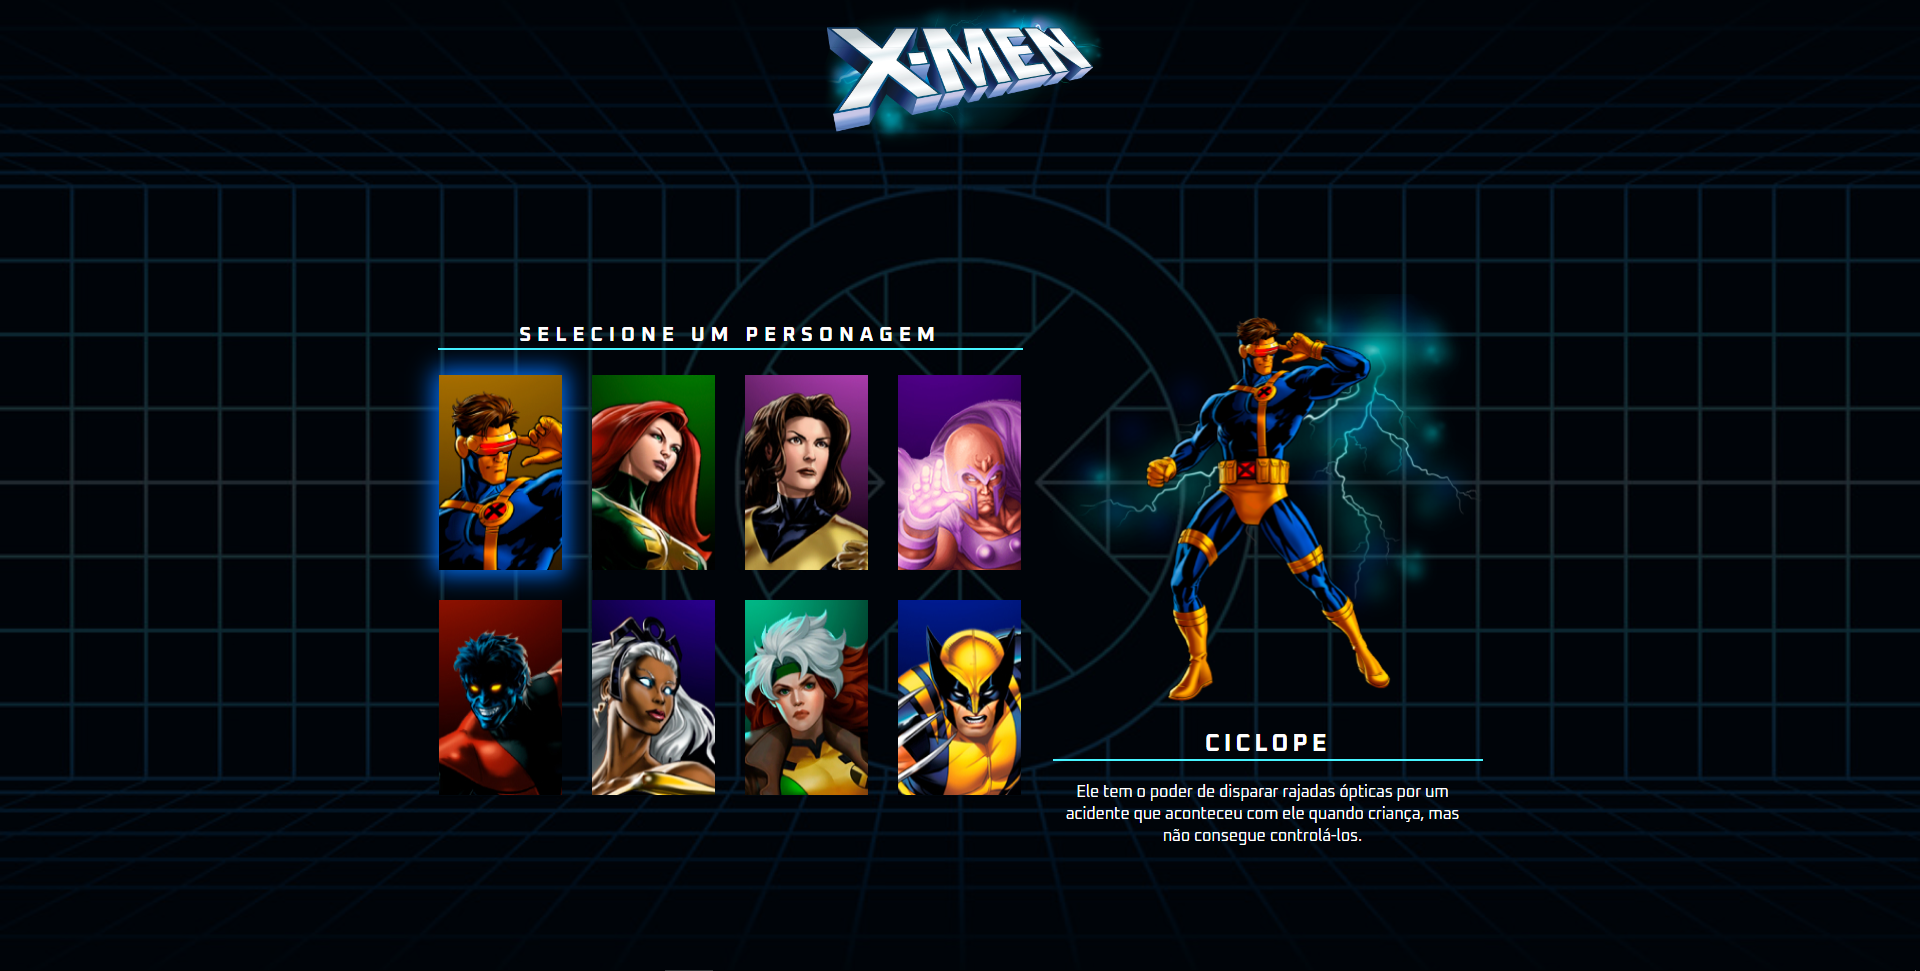 X-MEN
SELECIONE UM PERSONAGEM
CICLOPE
Ele tem o poder de disparar rajadas ópticas por um
acidente que aconteceu com ele quando criança, mas
não consegue controlá-los.